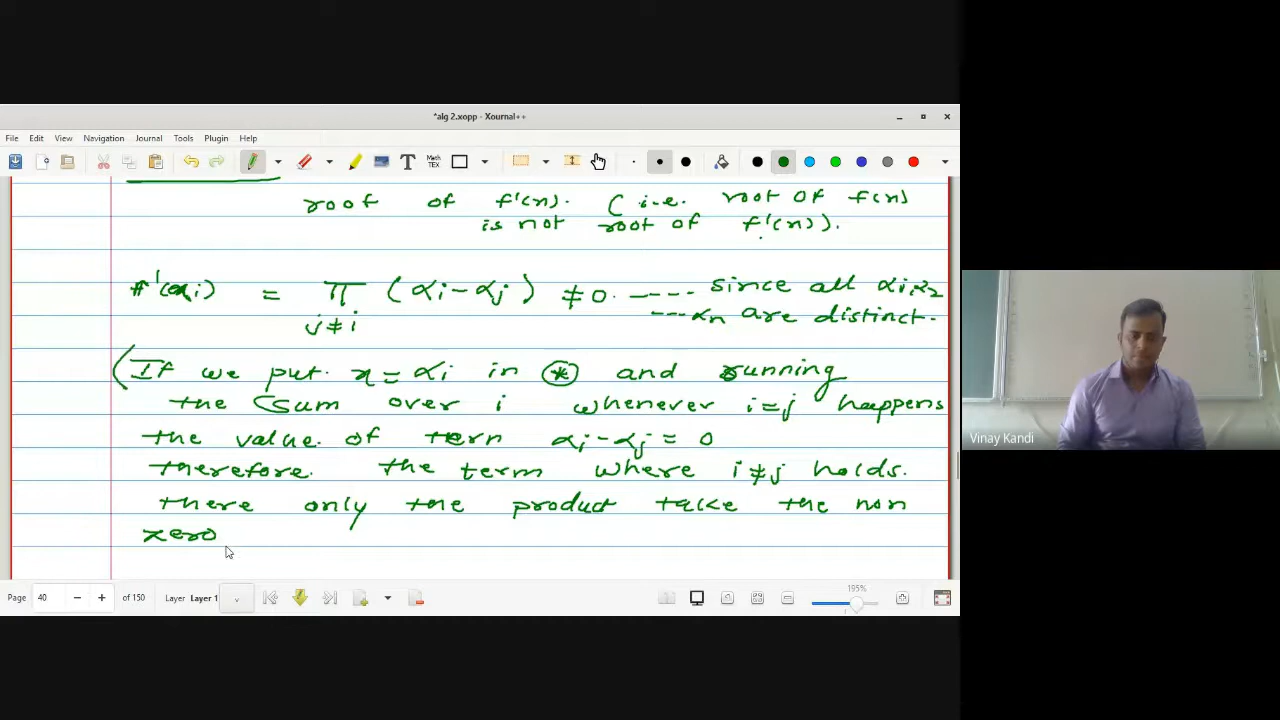 *alg 2.xopp - Xournal++
File Edit View Navigation Journal Tools Plugin Help
roof of f'(n). ( i.e. root of f(n)
is not root of f'(n)).
f'(αi) = π (αi - αj) ≠ 0. ---- since all αi, α2
j≠i --- αn are distinct.
(If we put x = αi in ⊛ and running
the sum over i whenever i=j happens
the value of term αi - αj = 0
therefore. the term where i≠j holds.
there only the product take the non
zero
Vinay Kandi
Page 40 of 150 Layer Layer 1 195%